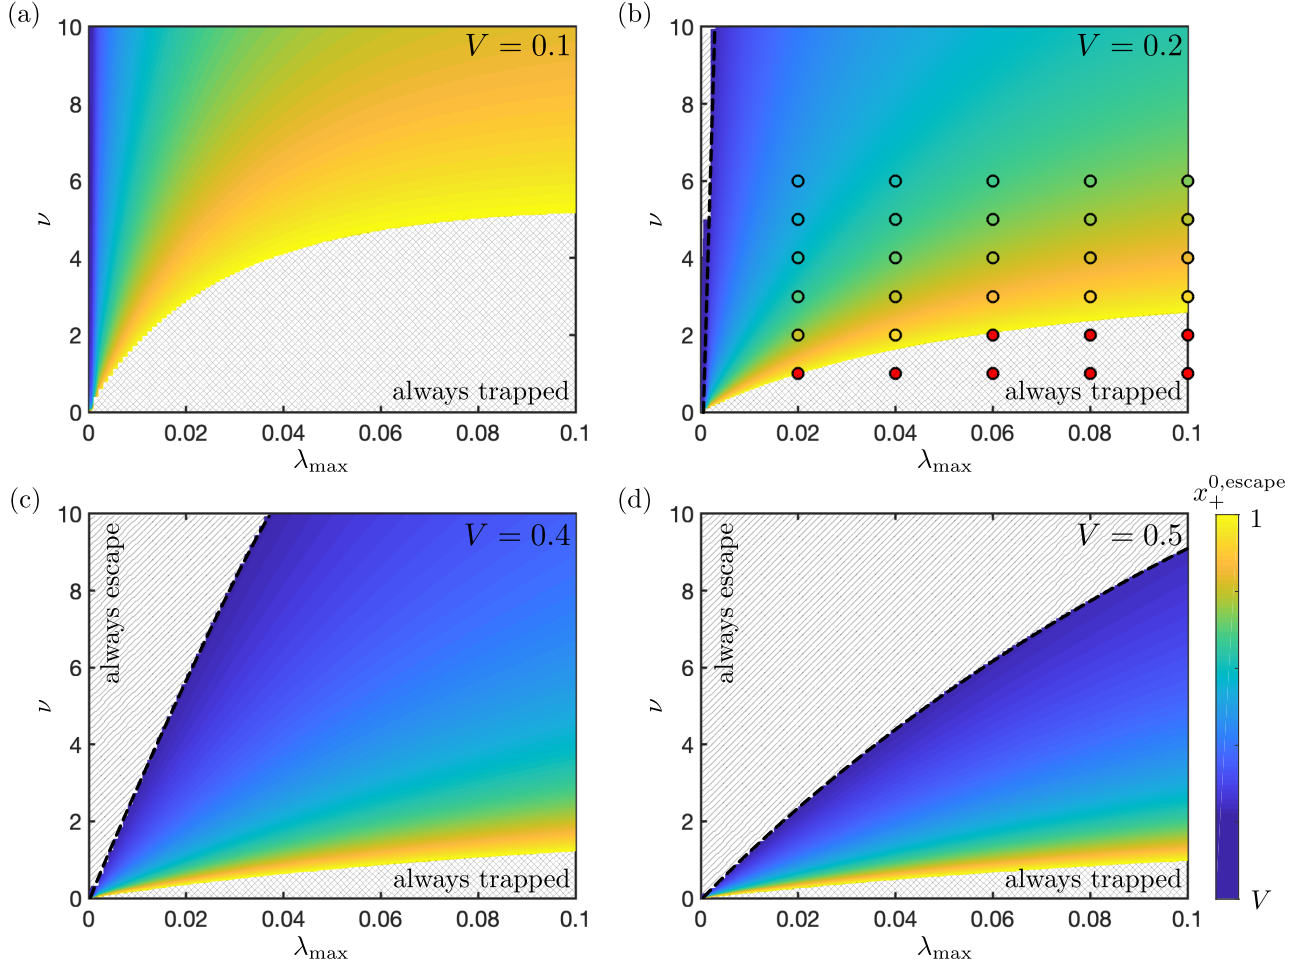 (a)
V = 0.1
10
8
6
4
2
0
ν
always trapped
0 0.02 0.04 0.06 0.08 0.1
λmax
(b)
V = 0.2
10
8
6
4
2
0
ν
always trapped
0 0.02 0.04 0.06 0.08 0.1
λmax
(c)
V = 0.4
10
8
6
4
2
0
ν
always escape
always trapped
0 0.02 0.04 0.06 0.08 0.1
λmax
(d)
V = 0.5
10
8
6
4
2
0
ν
always escape
always trapped
0 0.02 0.04 0.06 0.08 0.1
λmax
x+^0,escape
1
V